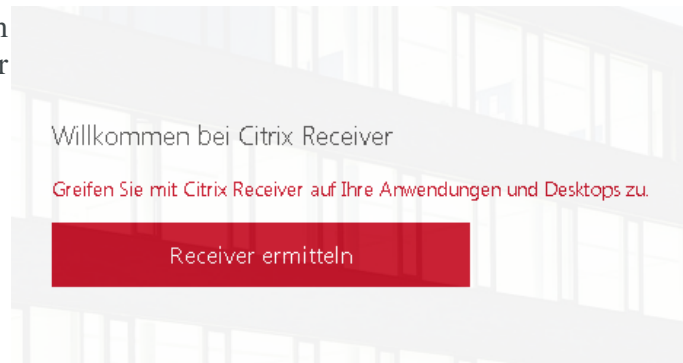 n
r
Willkommen bei Citrix Receiver
Greifen Sie mit Citrix Receiver auf Ihre Anwendungen und Desktops zu.
Receiver ermitteln